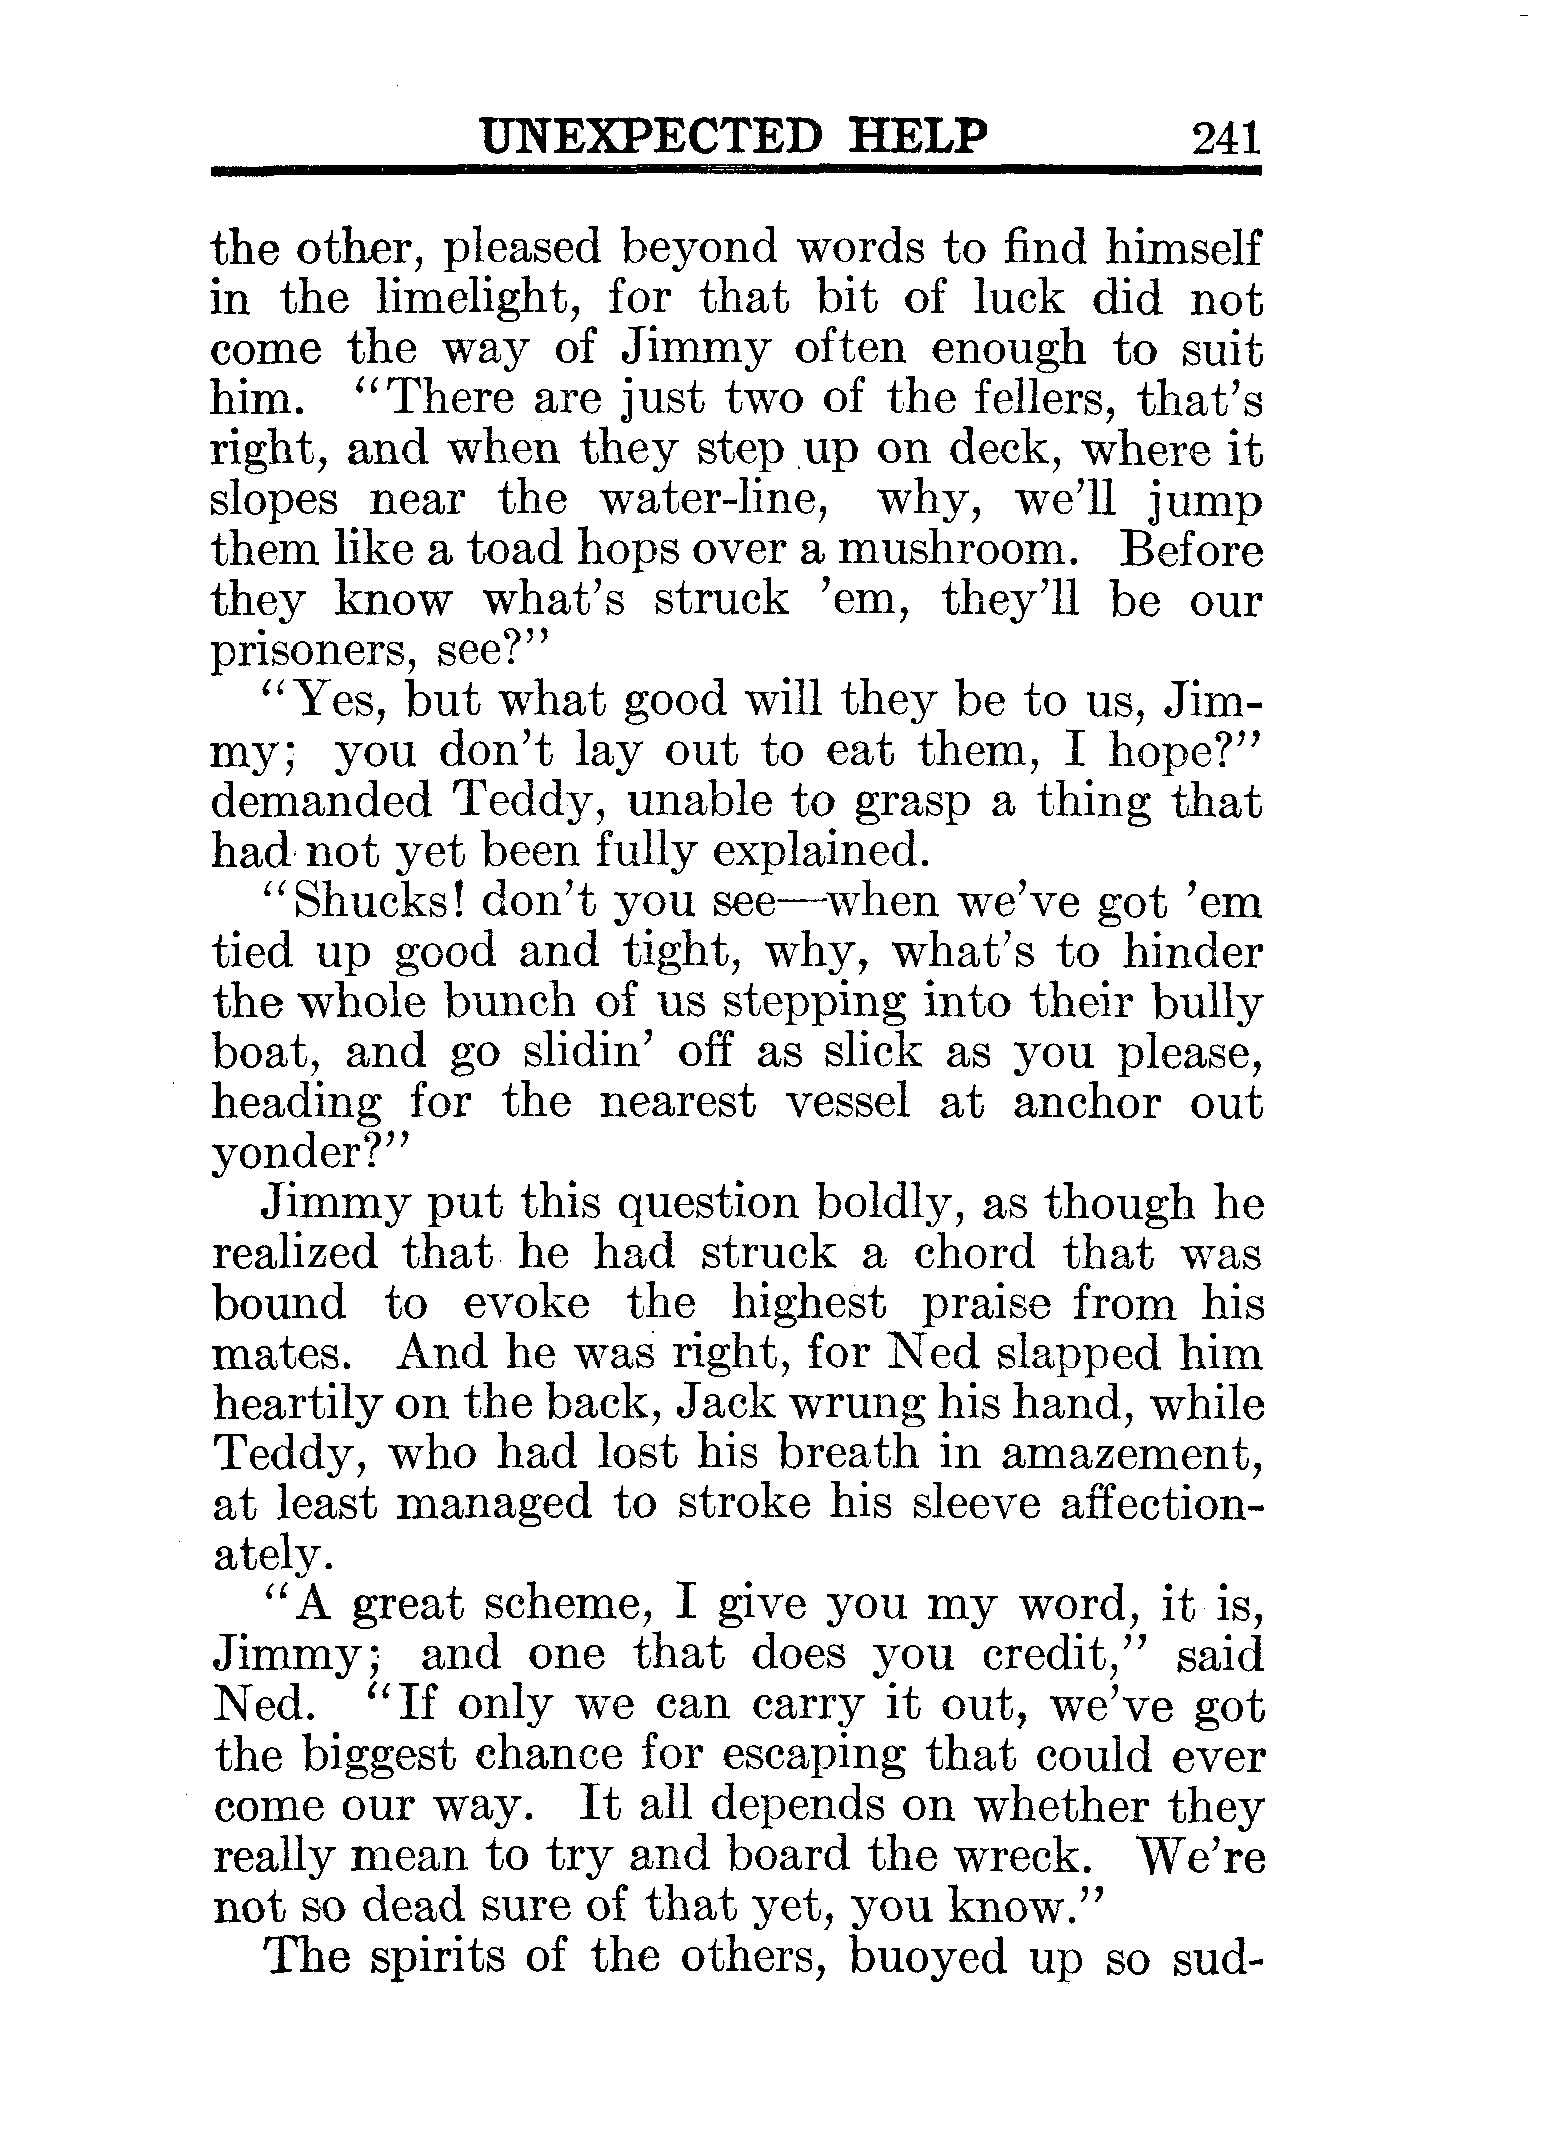 UNEXPECTED HELP 241
the other, pleased beyond words to find himself
in the limelight, for that bit of luck did not
come the way of Jimmy often enough to suit
him. "There are just two of the fellers, that's
right, and when they step up on deck, where it
slopes near the water-line, why, we'll jump
them like a toad hops over a mushroom. Before
they know what's struck 'em, they'll be our
prisoners, see?"
"Yes, but what good will they be to us, Jim-
my; you don't lay out to eat them, I hope?"
demanded Teddy, unable to grasp a thing that
had not yet been fully explained.
"Shucks! don't you see—when we've got 'em
tied up good and tight, why, what's to hinder
the whole bunch of us stepping into their bully
boat, and go slidin' off as slick as you please,
heading for the nearest vessel at anchor out
yonder?"
Jimmy put this question boldly, as though he
realized that he had struck a chord that was
bound to evoke the highest praise from his
mates. And he was right, for Ned slapped him
heartily on the back, Jack wrung his hand, while
Teddy, who had lost his breath in amazement,
at least managed to stroke his sleeve affection-
ately.
"A great scheme, I give you my word, it is,
Jimmy; and one that does you credit," said
Ned. "If only we can carry it out, we've got
the biggest chance for escaping that could ever
come our way. It all depends on whether they
really mean to try and board the wreck. We're
not so dead sure of that yet, you know."
The spirits of the others, buoyed up so sud-